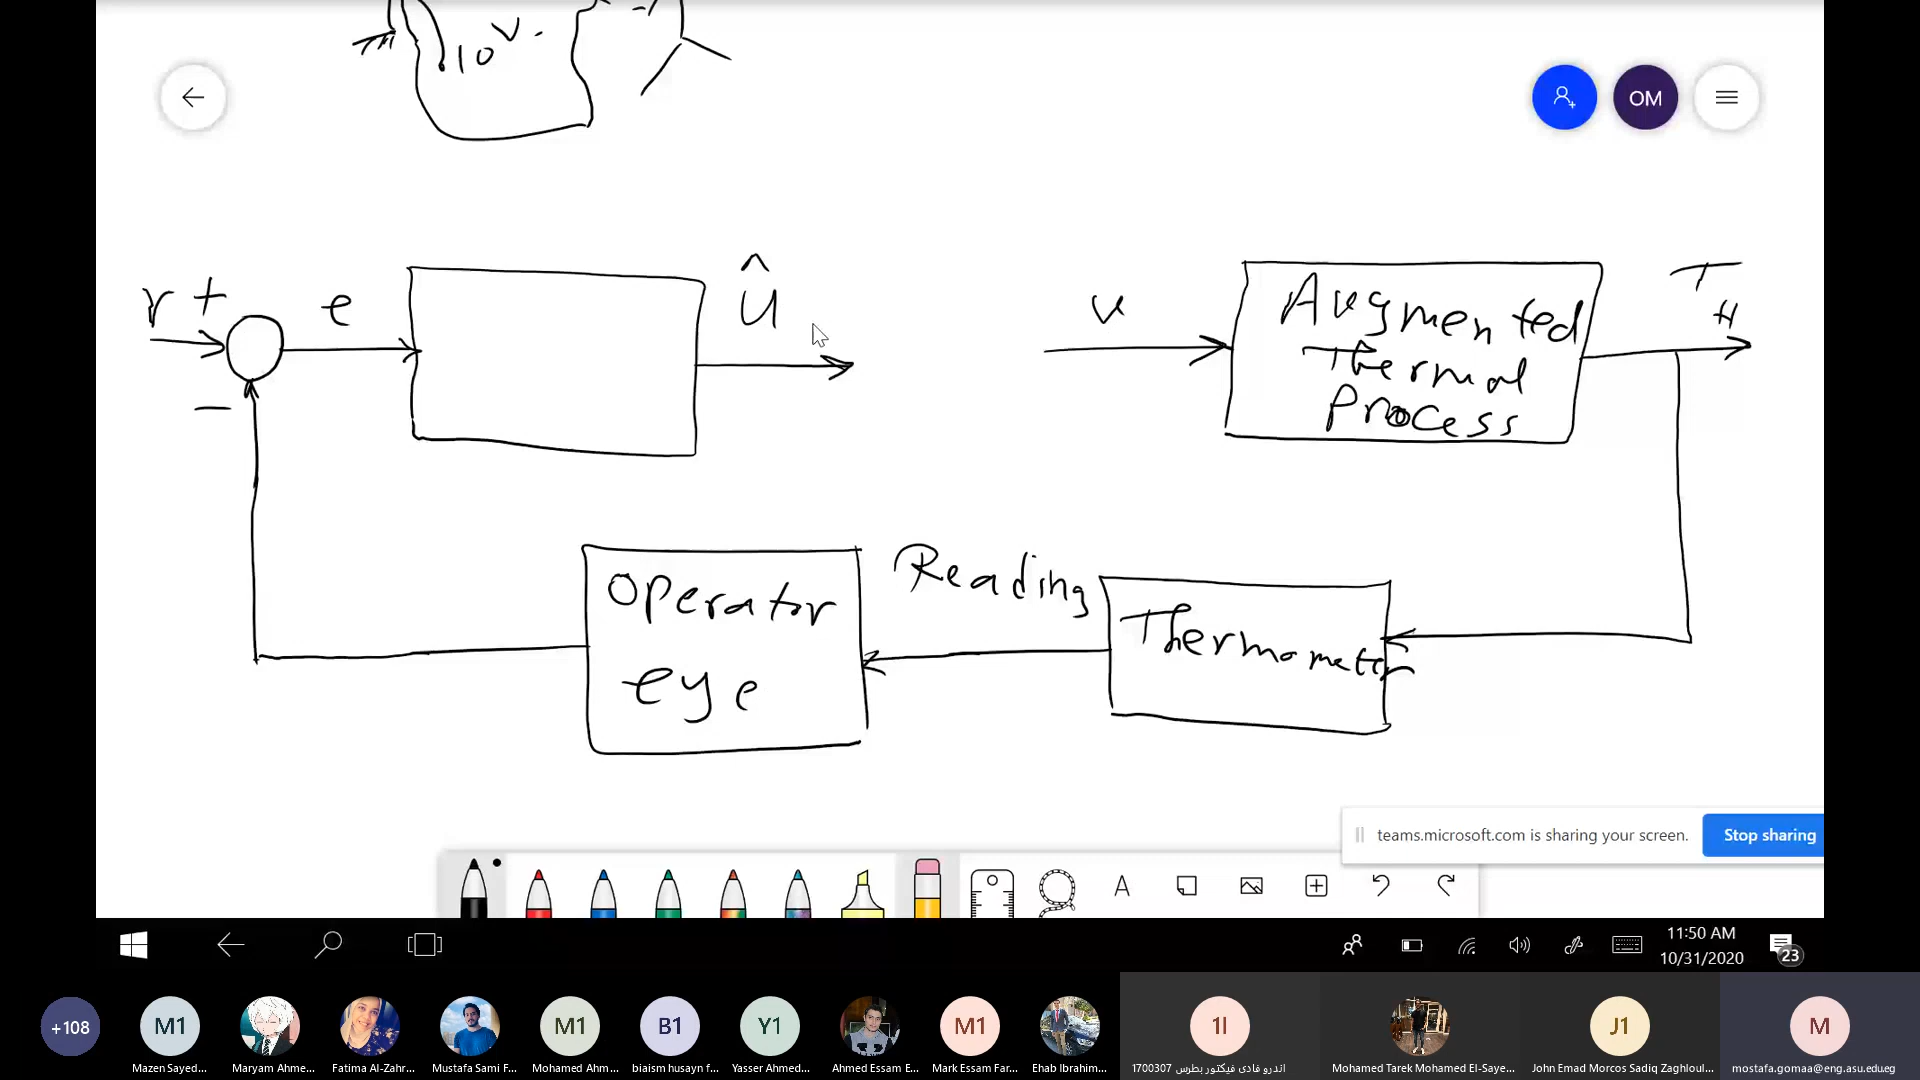 10 V.
OM
r + e û u Augmented T H
Thermal
Process
-
Operator Reading Thermometer
eye
teams.microsoft.com is sharing your screen. Stop sharing
A
11:50 AM
10/31/2020 23
+108 M1 M1 B1 Y1 M1 1ا J1 M
Mazen Sayed... Maryam Ahme... Fatima Al-Zahr... Mustafa Sami F... Mohamed Ahm... biaism husayn f... Yasser Ahmed... Ahmed Essam E... Mark Essam Far... Ehab Ibrahim... اندرو فادى فيكتور بطرس 1700307 Mohamed Tarek Mohamed El-Saye... John Emad Morcos Sadiq Zaghloul... mostafa.gomaa@eng.asu.edu.eg